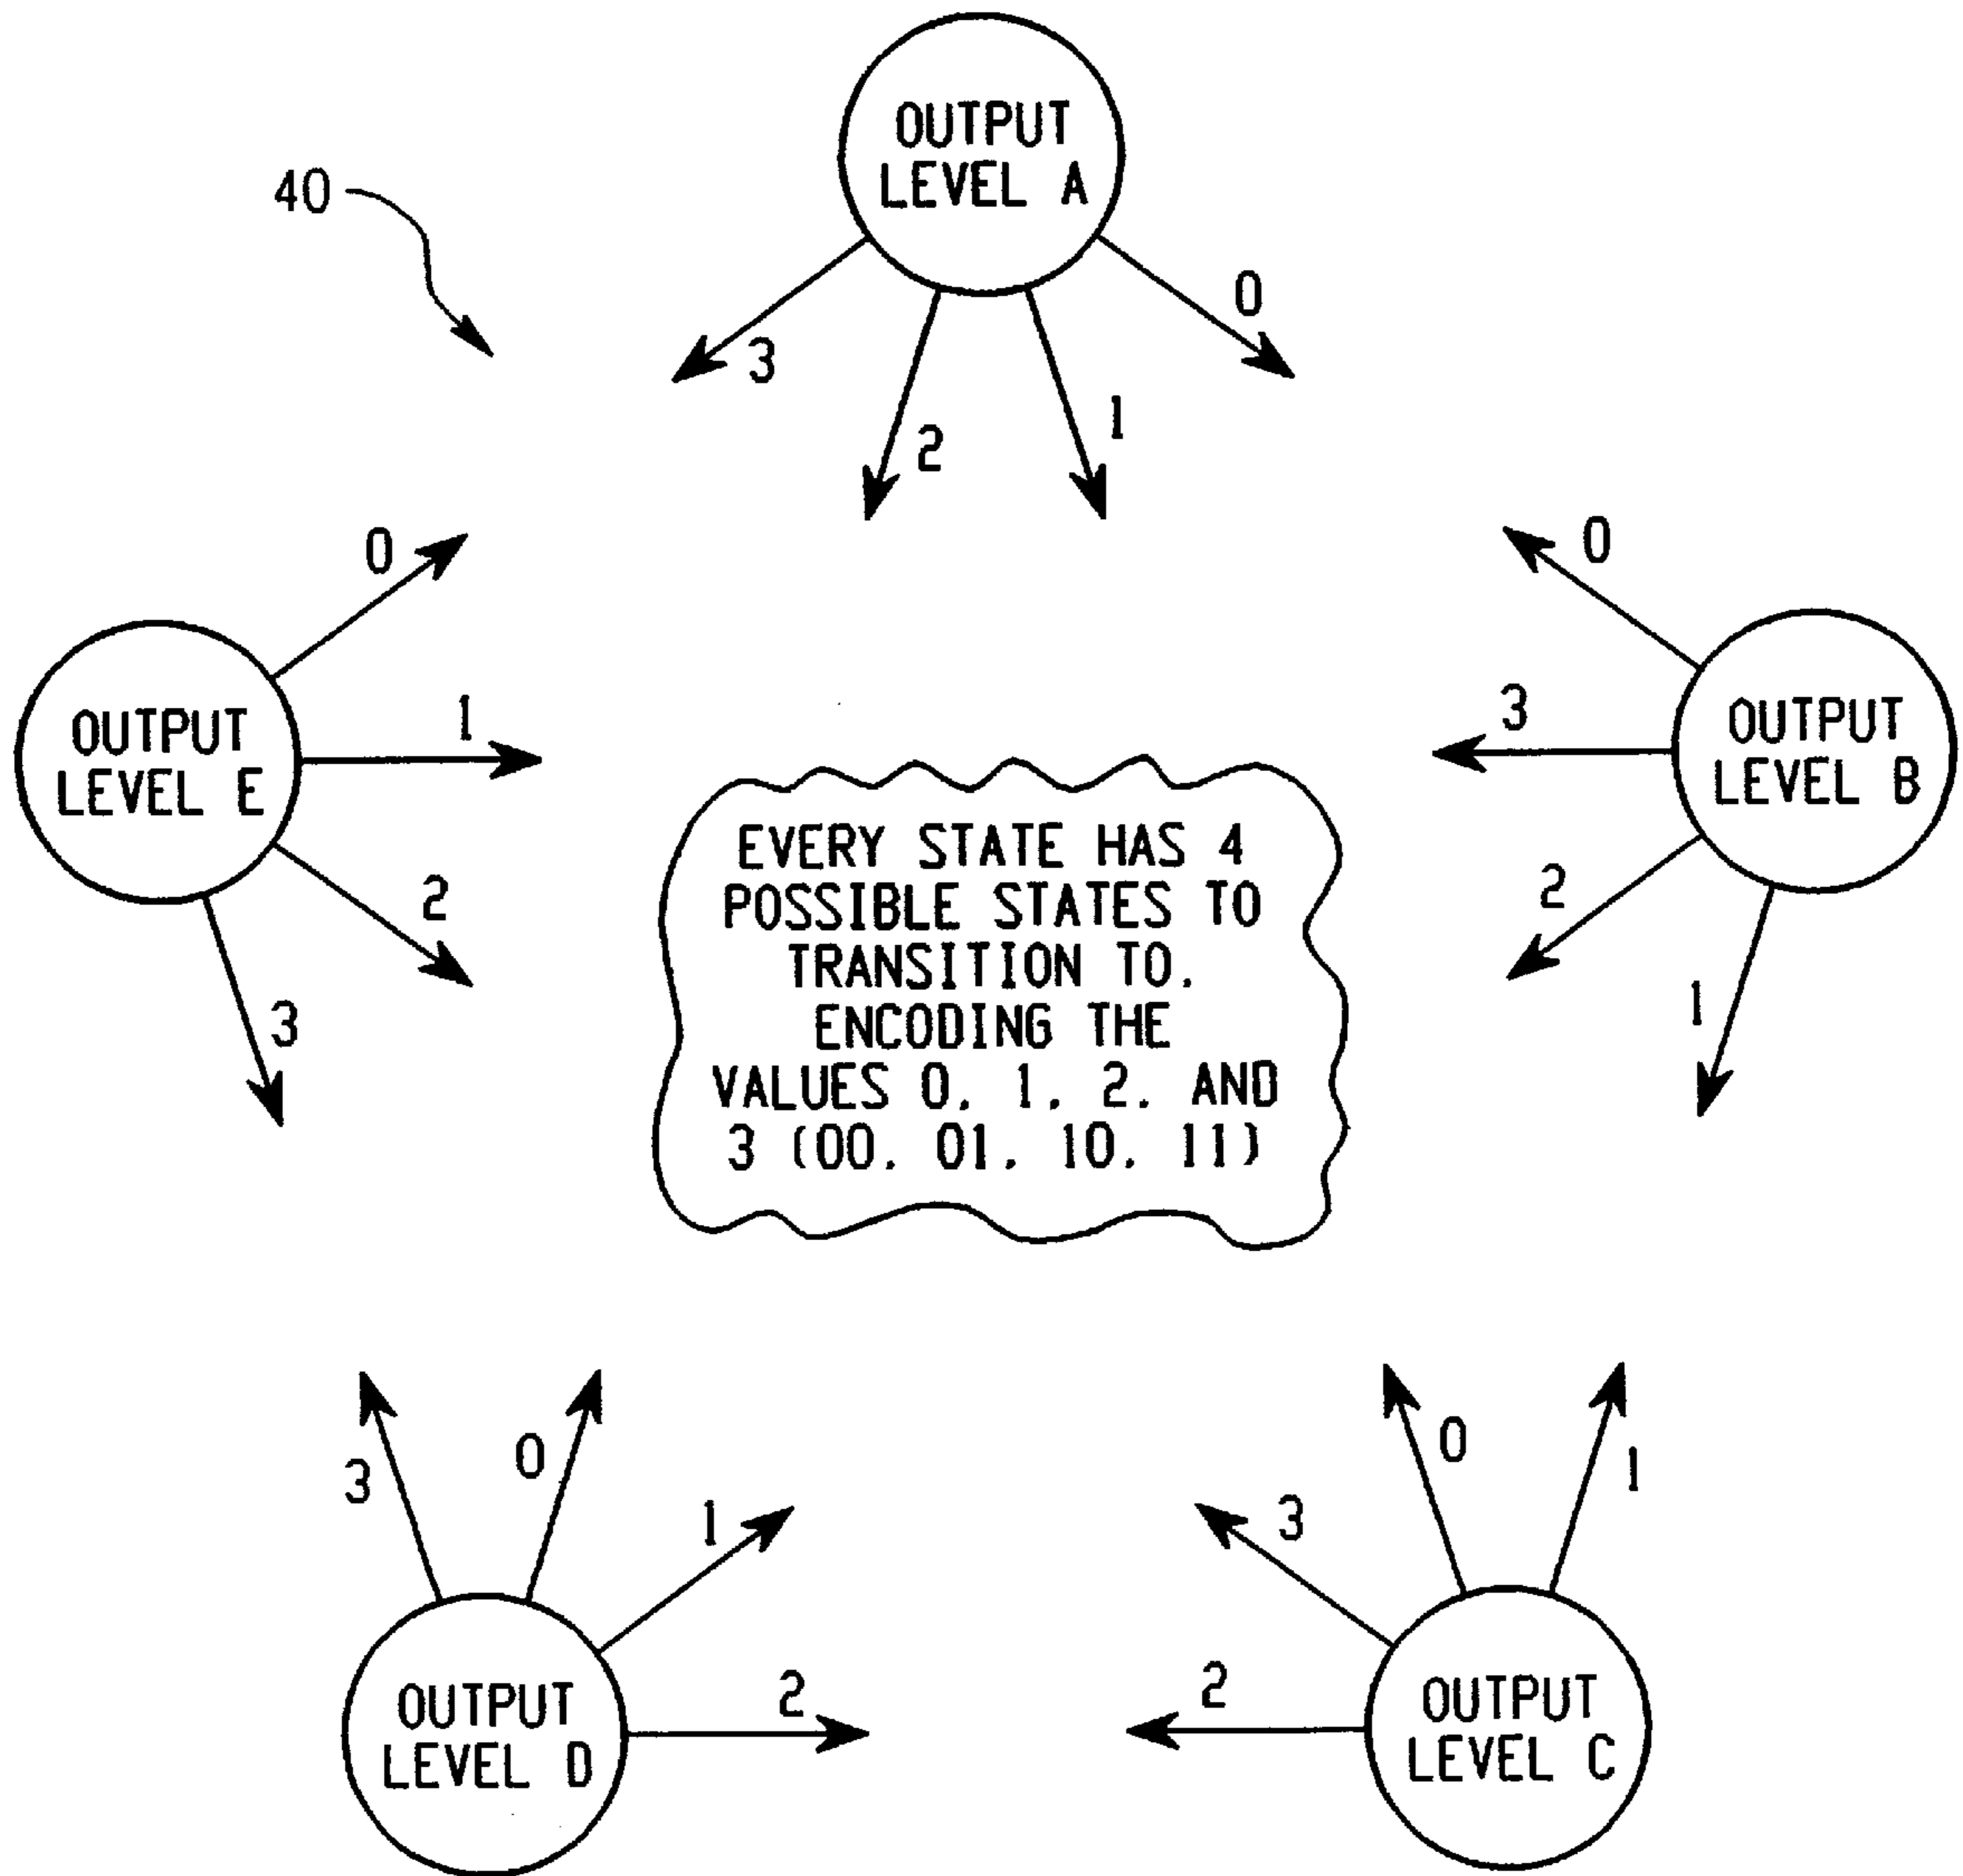 OUTPUT
LEVEL A
40
0
3
1
2
0
0
1
3
OUTPUT
LEVEL E
OUTPUT
LEVEL B
EVERY STATE HAS 4
POSSIBLE STATES TO
TRANSITION TO,
ENCODING THE
VALUES 0, 1, 2, AND
3 (00, 01, 10, 11)
2
2
3
1
3
0
1
3
0
1
3
2
2
OUTPUT
LEVEL D
OUTPUT
LEVEL C